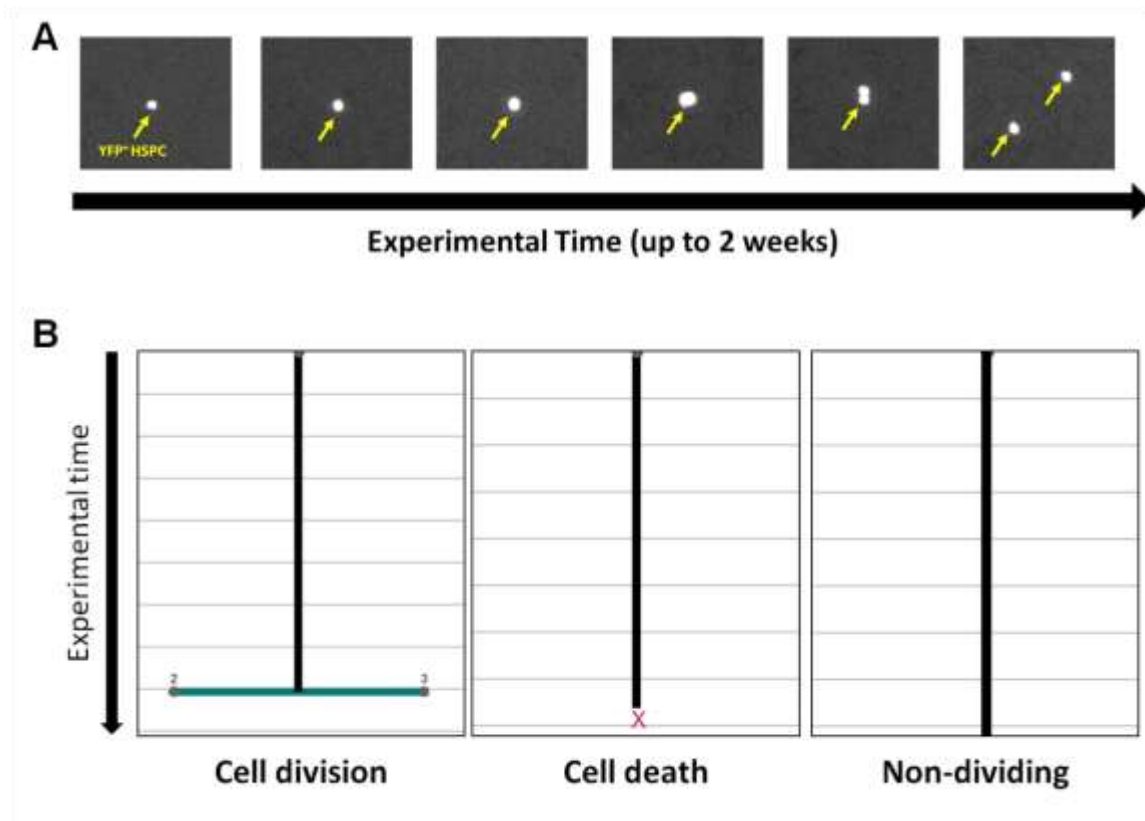 A
YFP⁺ HSPC
Experimental Time (up to 2 weeks)
B
Experimental time
2
3
X
Cell division
Cell death
Non-dividing